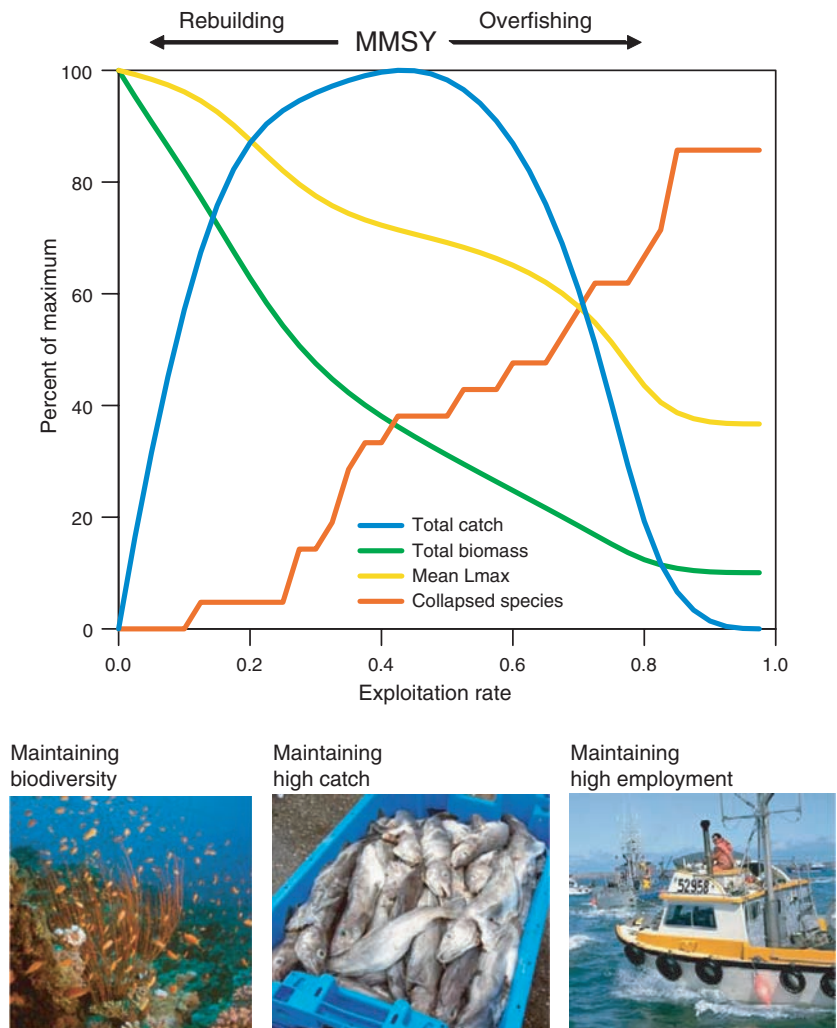 Rebuilding MMSY Overfishing
100
80
60
40
20
0
Percent of maximum
Total catch
Total biomass
Mean Lmax
Collapsed species
0.0 0.2 0.4 0.6 0.8 1.0
Exploitation rate
Maintaining
biodiversity
Maintaining
high catch
Maintaining
high employment
52958